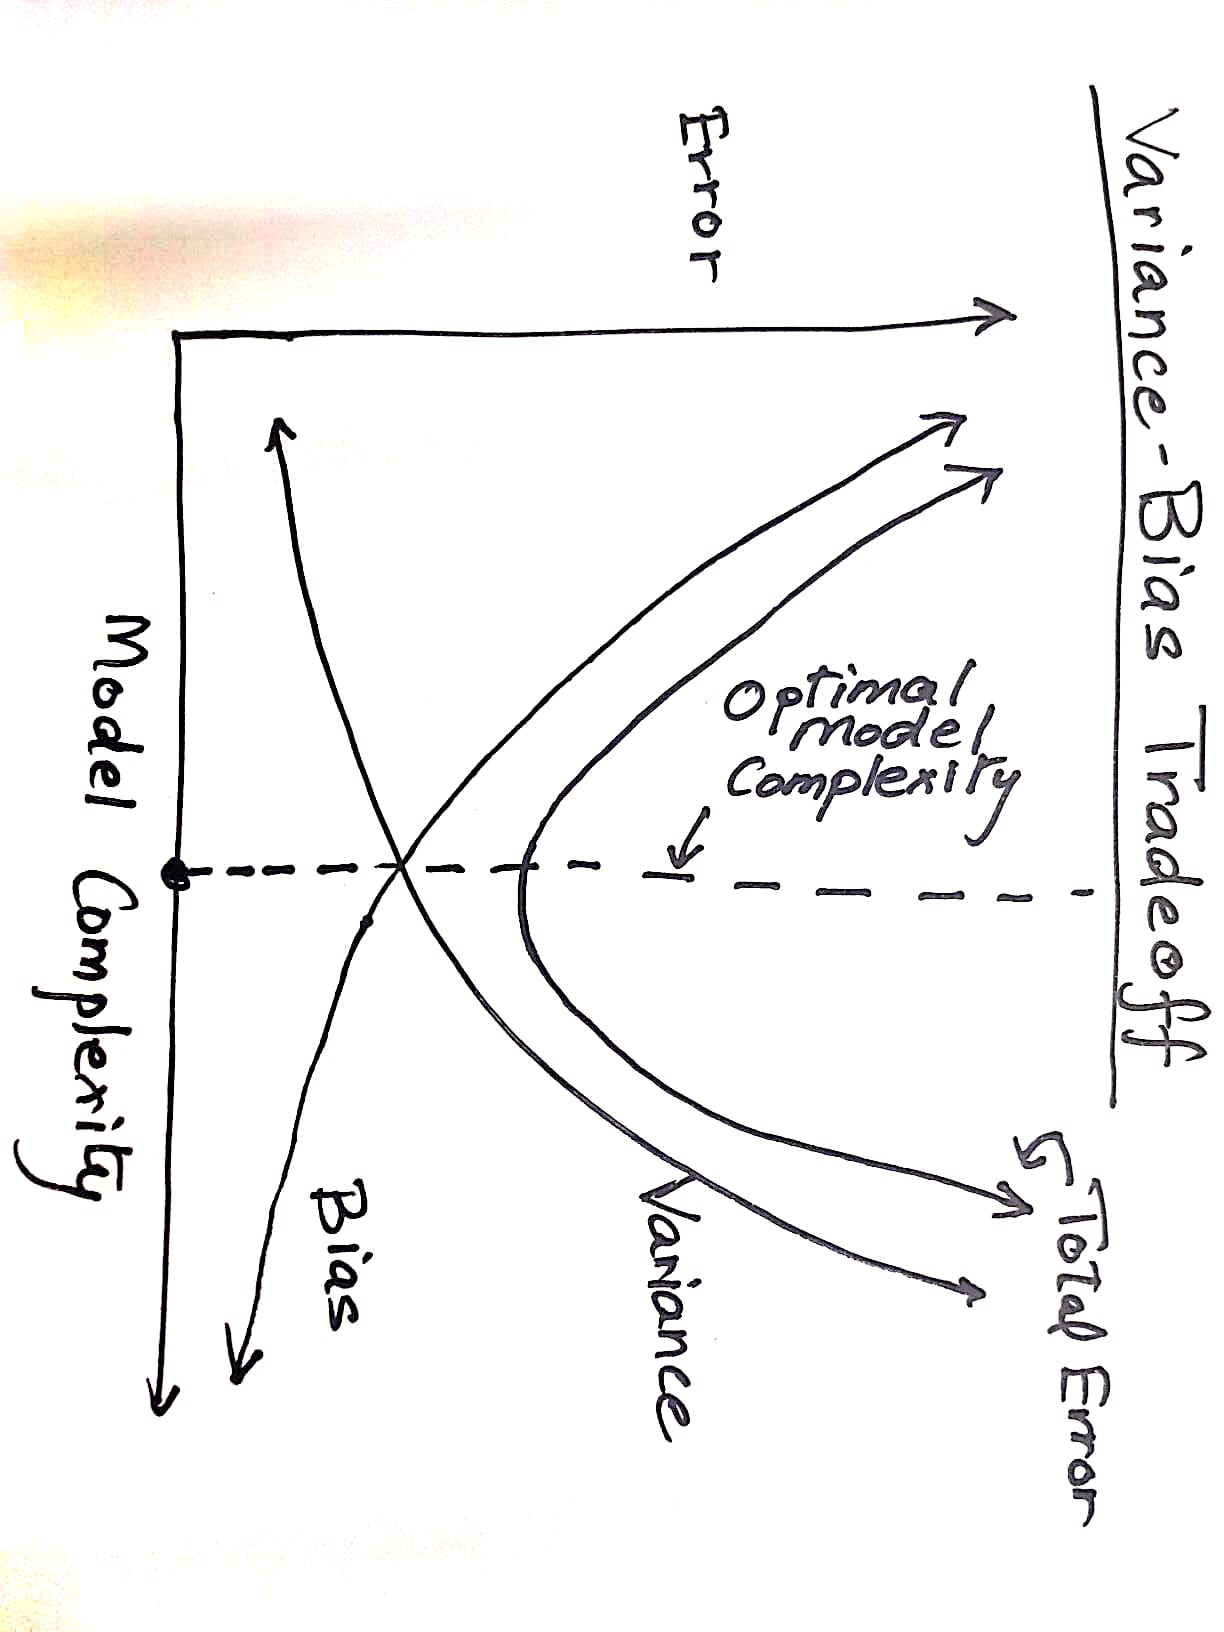 Variance-Bias Tradeoff
Total Error
Error
Optimal
Model
Complexity
Variance
Bias
Model Complexity